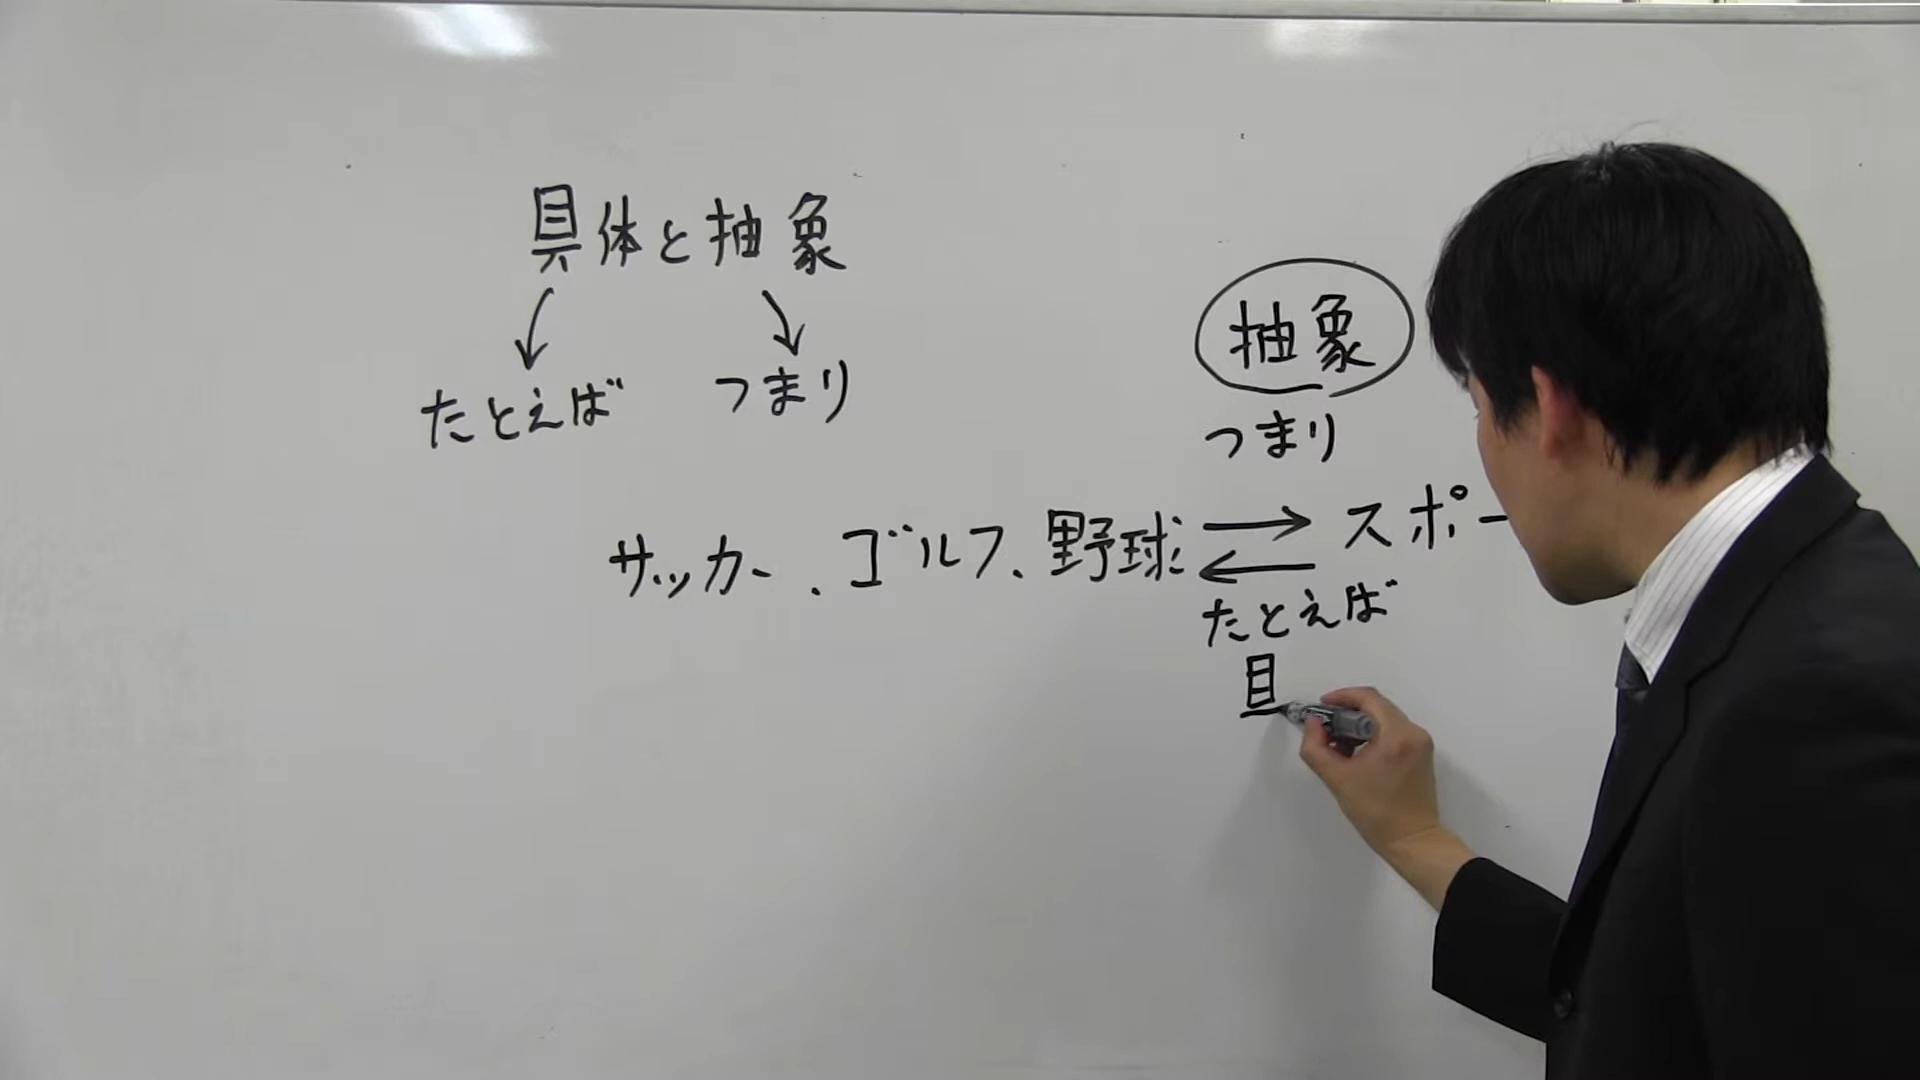 具体と抽象
たとえば つまり
抽象
つまり
サッカー、ゴルフ、野球 スポー
たとえば